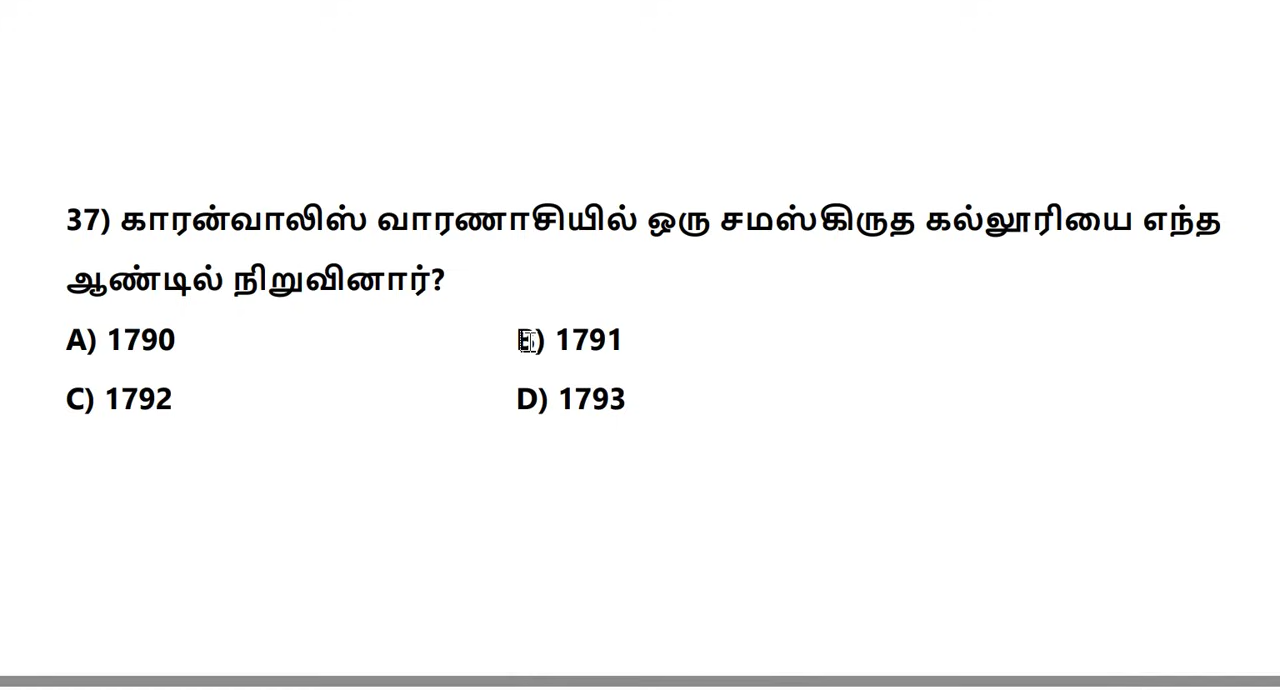 37) காரன்வாலிஸ் வாரணாசியில் ஒரு சமஸ்கிருத கல்லூரியை எந்த
ஆண்டில் நிறுவினார்?
A) 1790 B) 1791
C) 1792 D) 1793